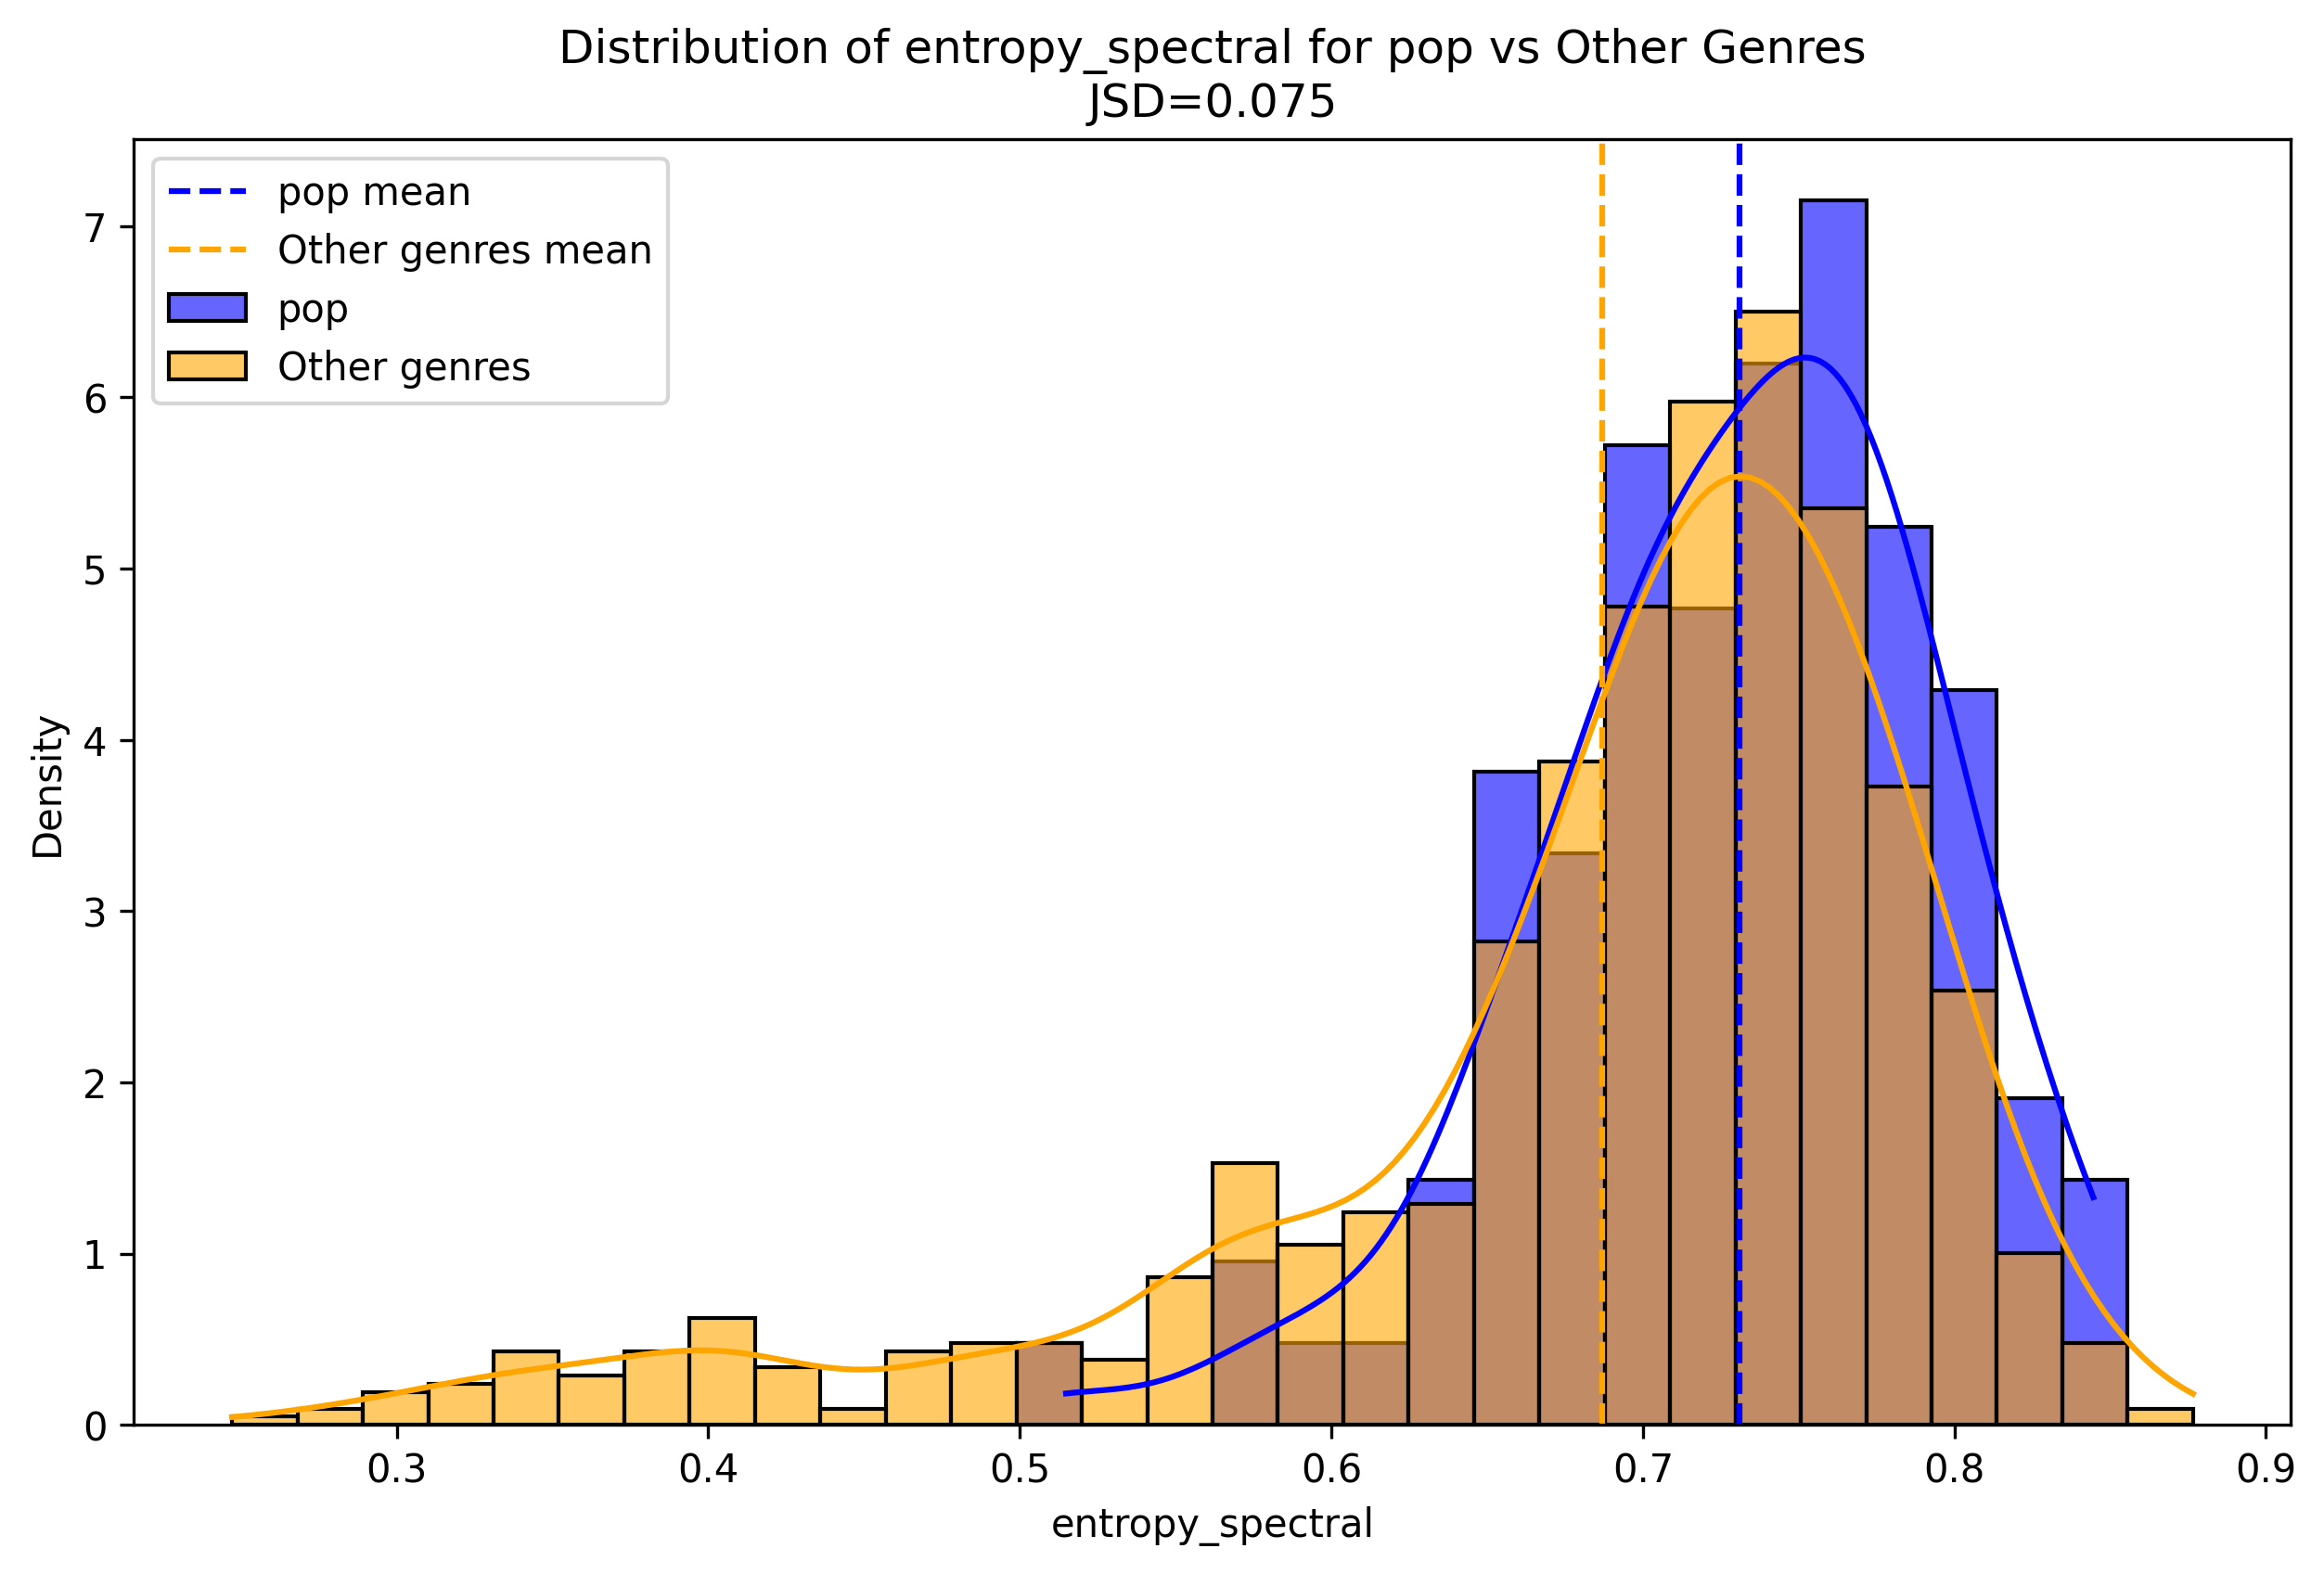 Distribution of entropy_spectral for pop vs Other Genres
JSD=0.075
pop mean
Other genres mean
pop
Other genres
Density
7
6
5
4
3
2
1
0
0.3 0.4 0.5 0.6 0.7 0.8 0.9
entropy_spectral